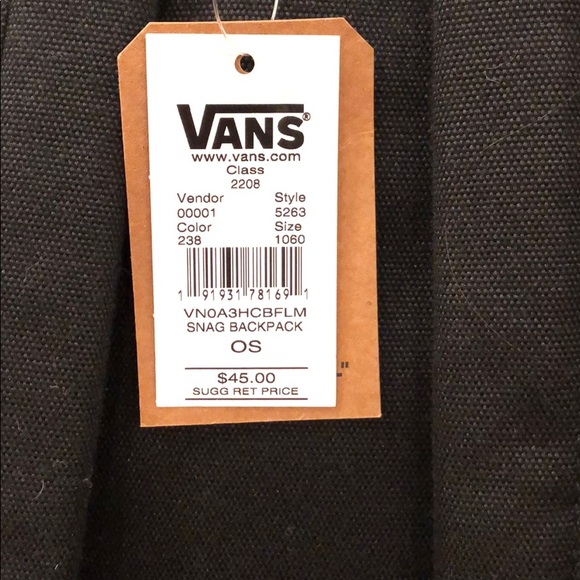 VANS®
www.vans.com
Class
2208
Vendor Style
00001 5263
Color Size
238 1060
1 91931 78169 1
VN0A3HCBFLM
SNAG BACKPACK
OS
$45.00
SUGG RET PRICE